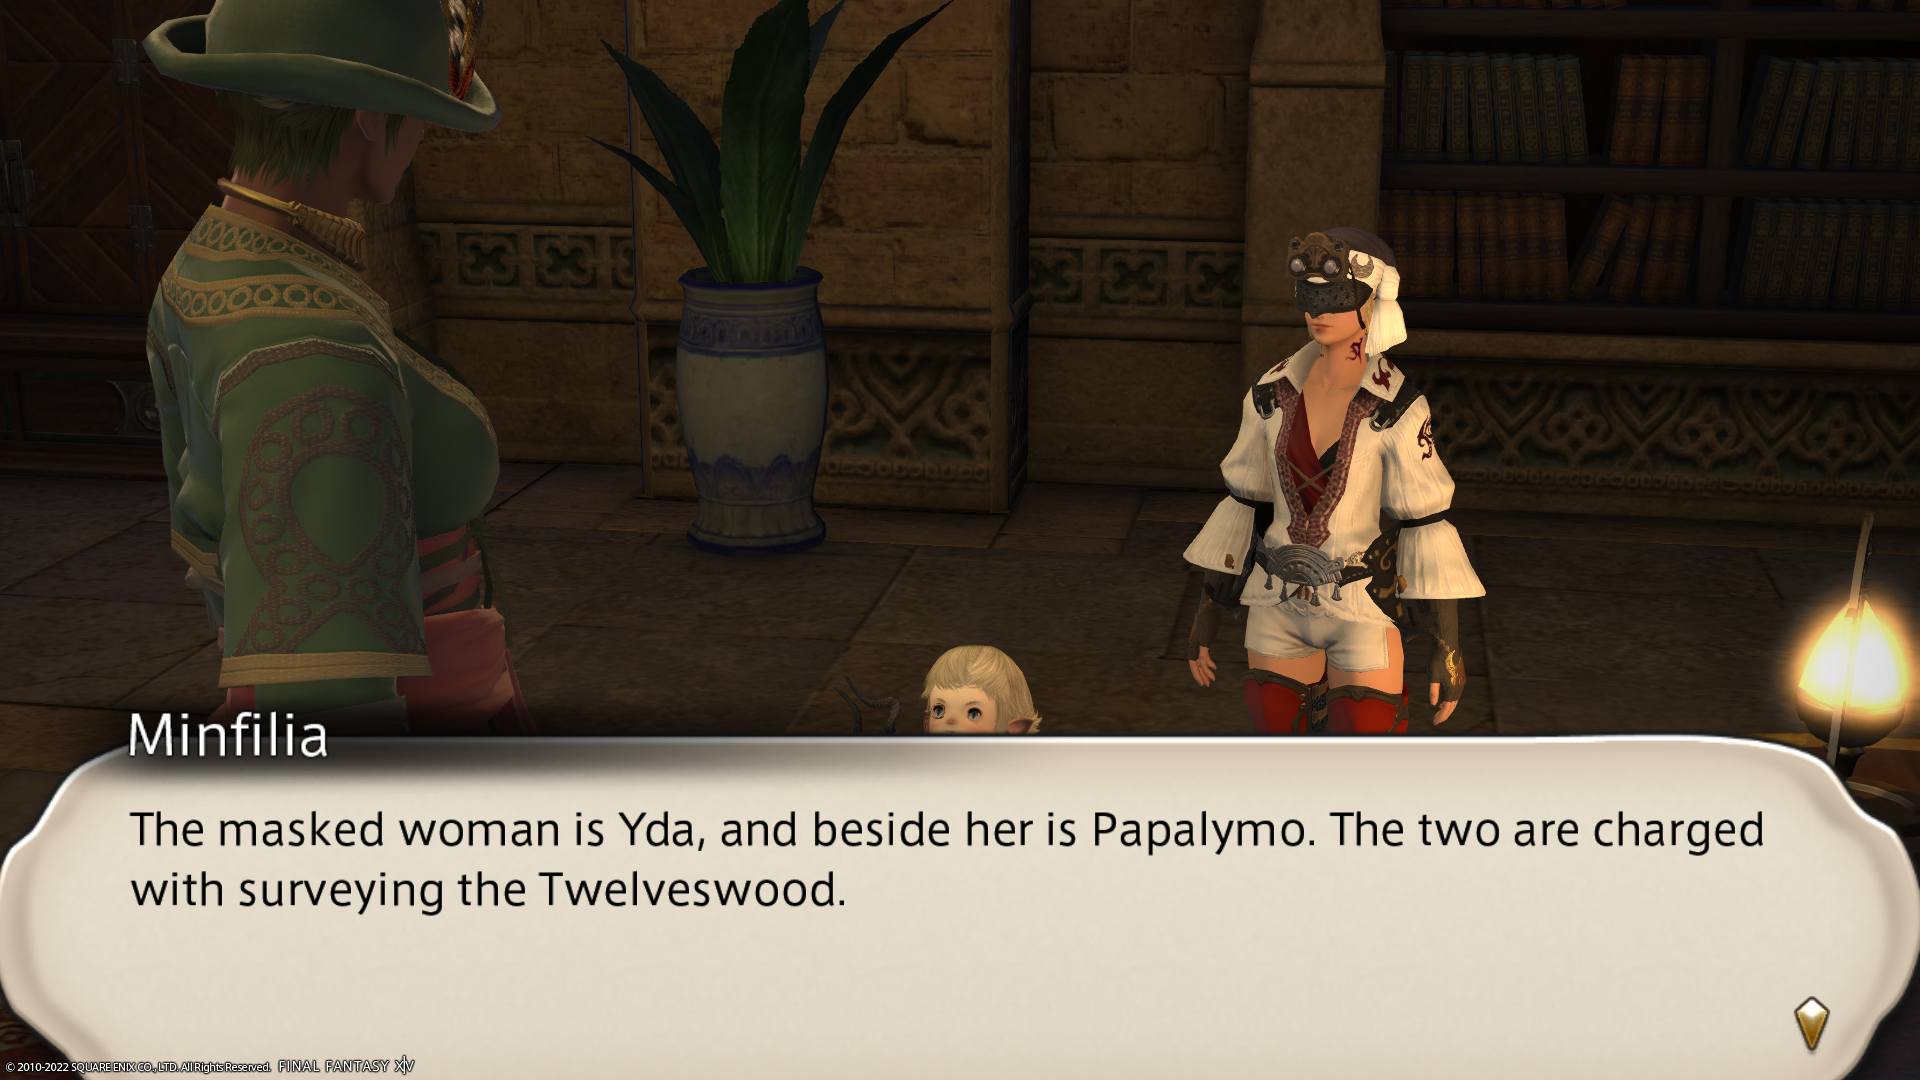 Minfilia
The masked woman is Yda, and beside her is Papalymo. The two are charged
with surveying the Twelveswood.
© 2010-2022 SQUARE ENIX CO., LTD. All Rights Reserved. FINAL FANTASY XIV